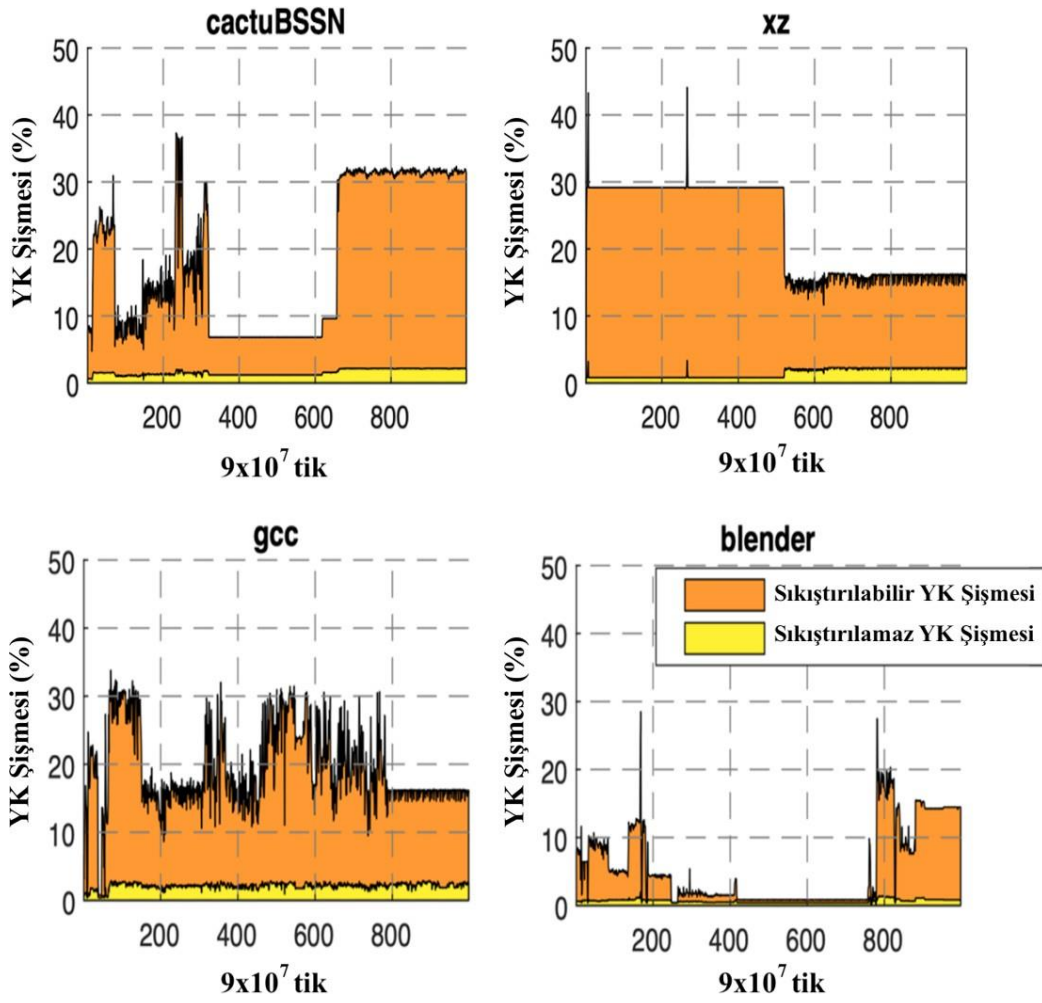 cactuBSSN
YK Şişmesi (%)
50
40
30
20
10
0
200 400 600 800
9x10⁷ tik
xz
YK Şişmesi (%)
50
40
30
20
10
0
200 400 600 800
9x10⁷ tik
gcc
YK Şişmesi (%)
50
40
30
20
10
0
200 400 600 800
9x10⁷ tik
blender
YK Şişmesi (%)
50
40
30
20
10
0
200 400 600 800
9x10⁷ tik
Sıkıştırılabilir YK Şişmesi
Sıkıştırılamaz YK Şişmesi